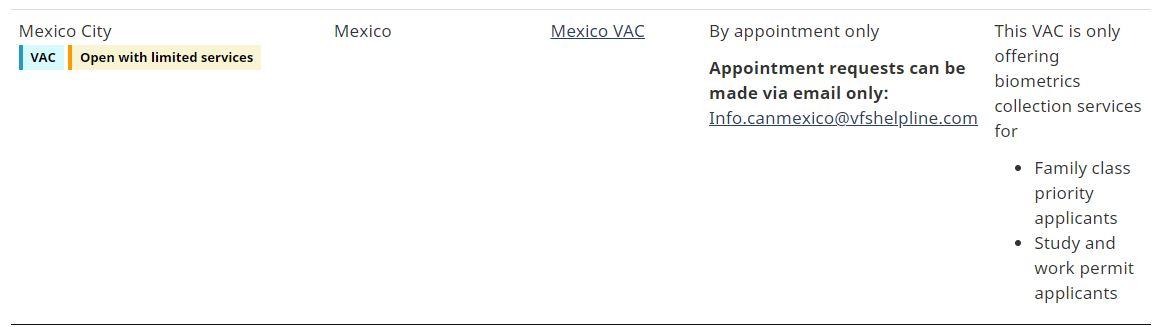 Mexico City
VAC
Open with limited services
Mexico
Mexico VAC
By appointment only
Appointment requests can be
made via email only:
Info.canmexico@vfshelpline.com
This VAC is only
offering
biometrics
collection services
for
• Family class
priority
applicants
• Study and
work permit
applicants